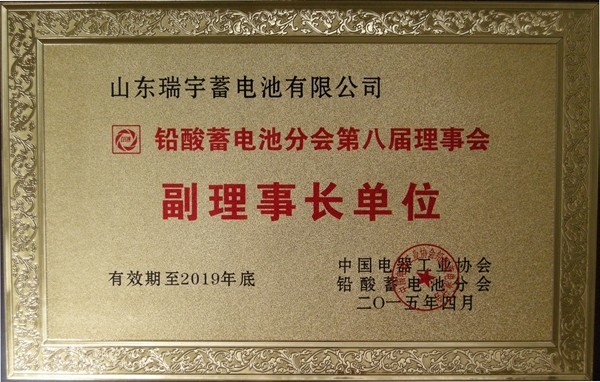 山东瑞宇蓄电池有限公司
铅酸蓄电池分会第八届理事会
副理事长单位
有效期至2019年底
中国电器工业协会
铅酸蓄电池分会
二〇一五年四月